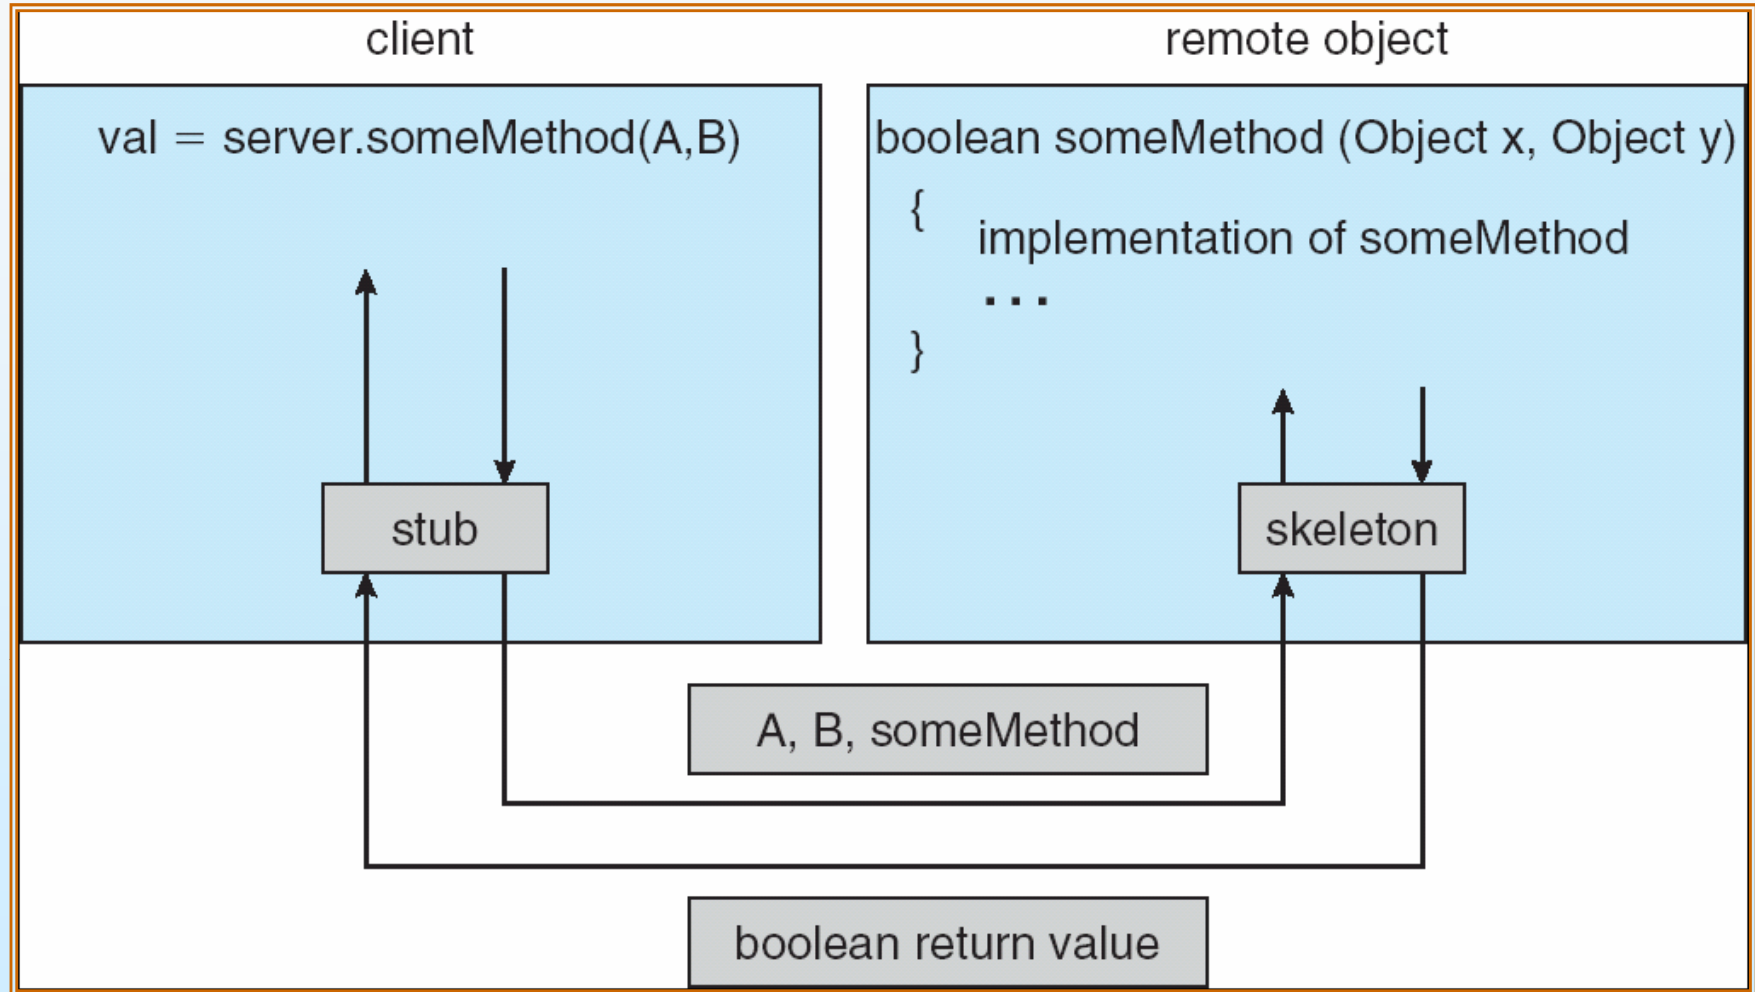 client
remote object
val = server.someMethod(A,B)
boolean someMethod (Object x, Object y)
{
implementation of someMethod
...
}
stub
skeleton
A, B, someMethod
boolean return value